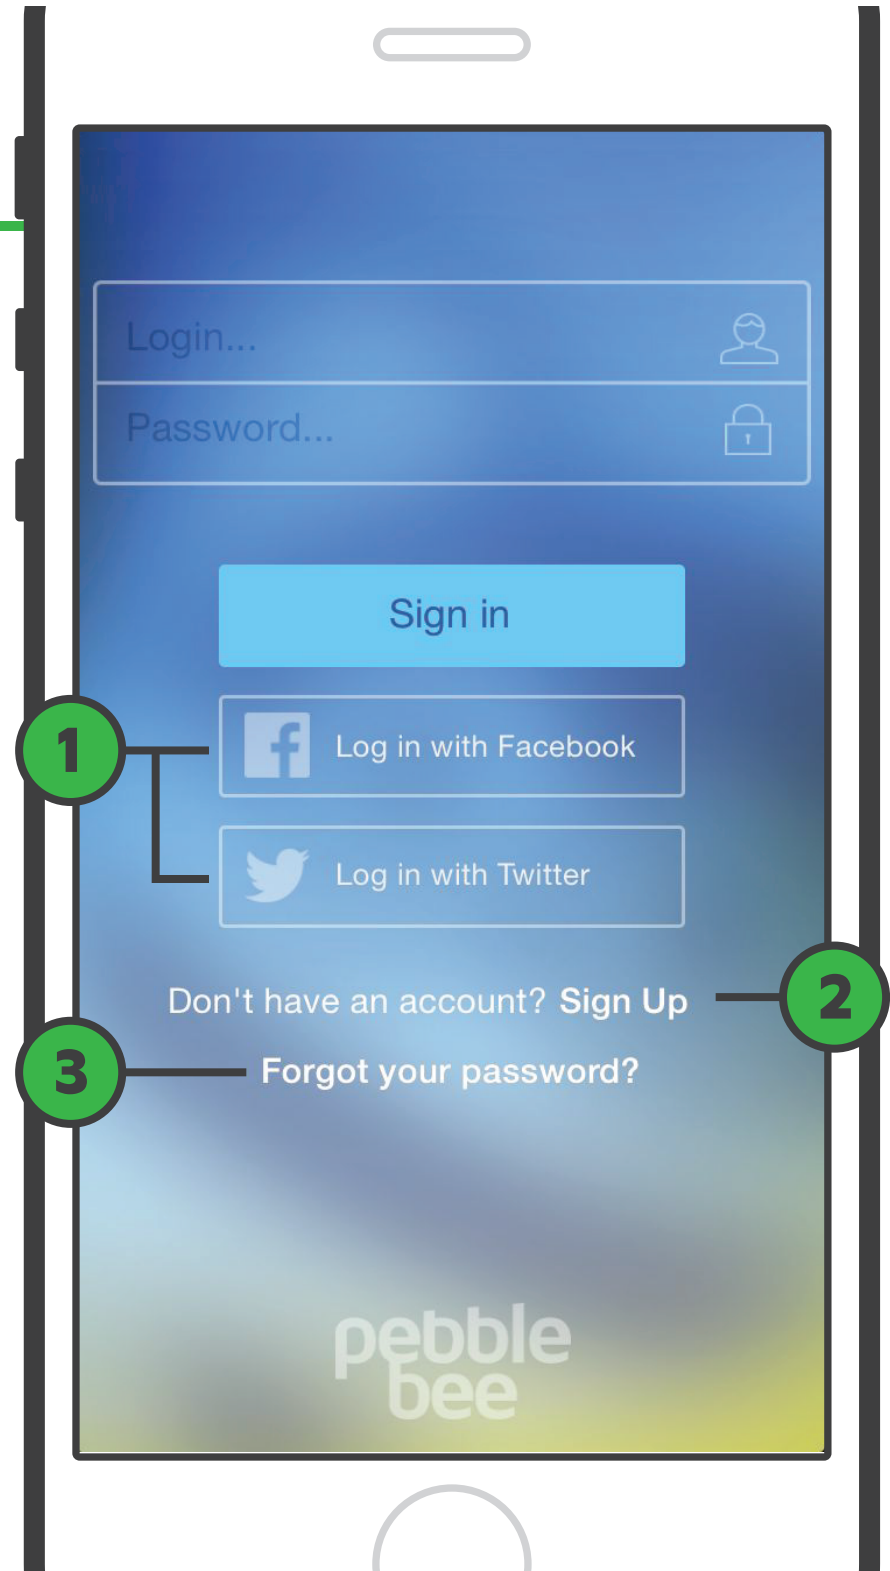 Login...
Password...
Sign in
1
Log in with Facebook
Log in with Twitter
Don't have an account? Sign Up
2
3
Forgot your password?
pebble
bee